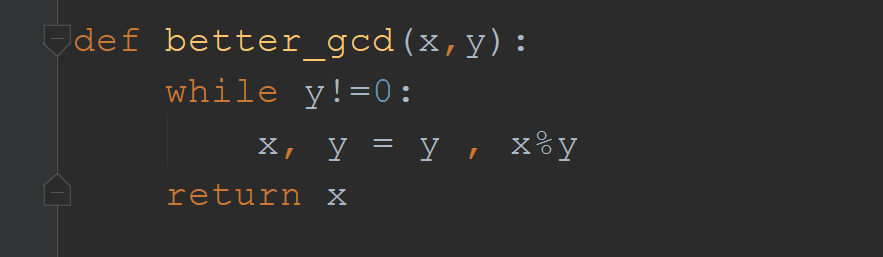 def better_gcd(x,y):
    while y!=0:
        x, y = y , x%y
    return x